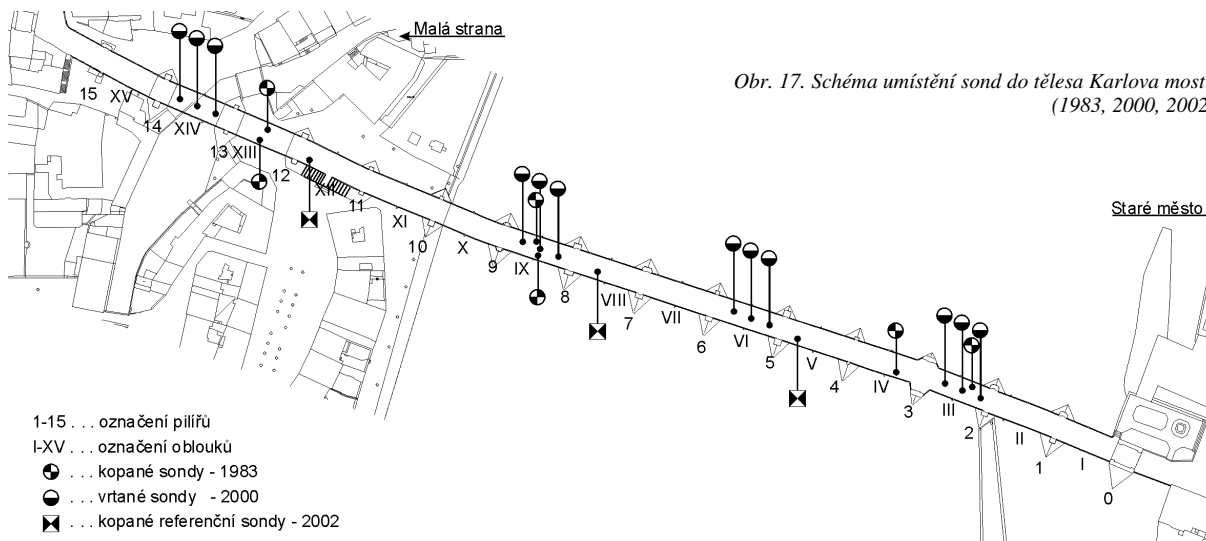 Malá strana
Obr. 17. Schéma umístění sond do tělesa Karlova most
(1983, 2000, 2002
Staré město
15
XV
14
XIV
13
XIII
12
XII
11
XI
10
X
9
IX
8
VIII
7
VII
6
VI
5
V
4
IV
3
III
2
II
1
I
0
1-15 . . . označení pilířů
I-XV . . . označení oblouků
. . . kopané sondy - 1983
. . . vrtané sondy - 2000
. . . kopané referenční sondy - 2002